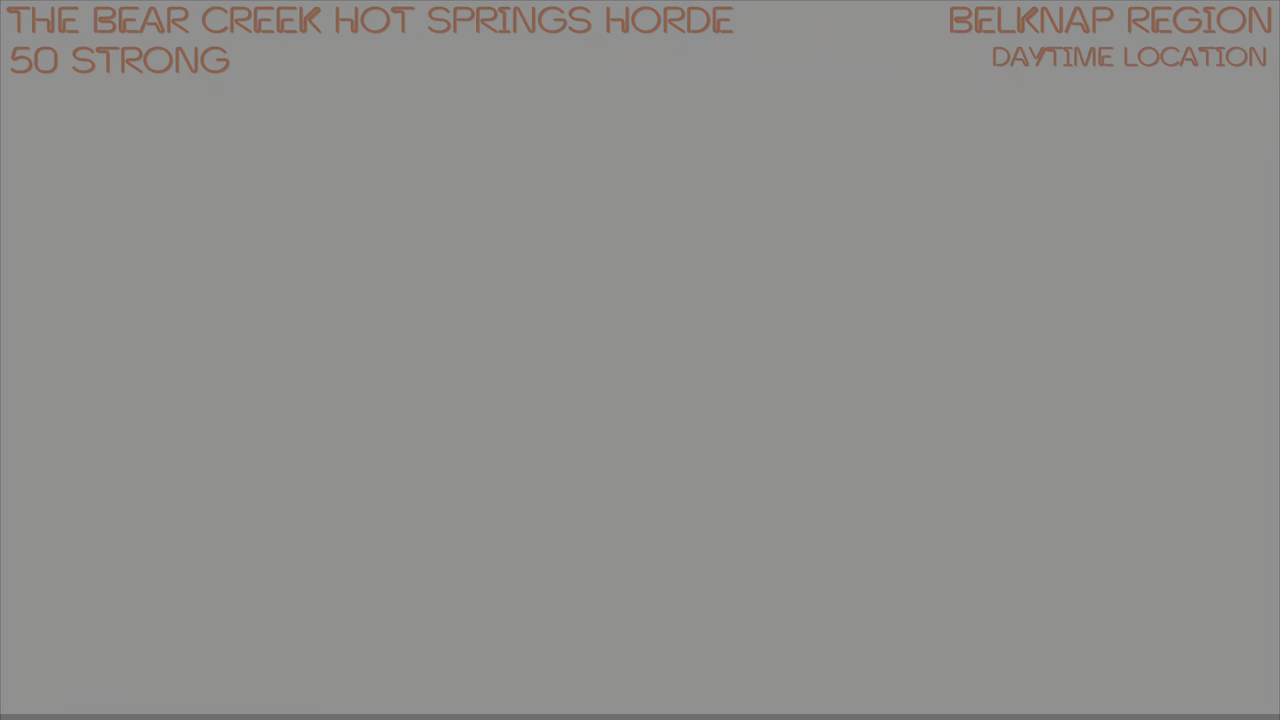 THE BEAR CREEK HOT SPRINGS HORDE
50 STRONG
BELKNAP REGION
DAYTIME LOCATION